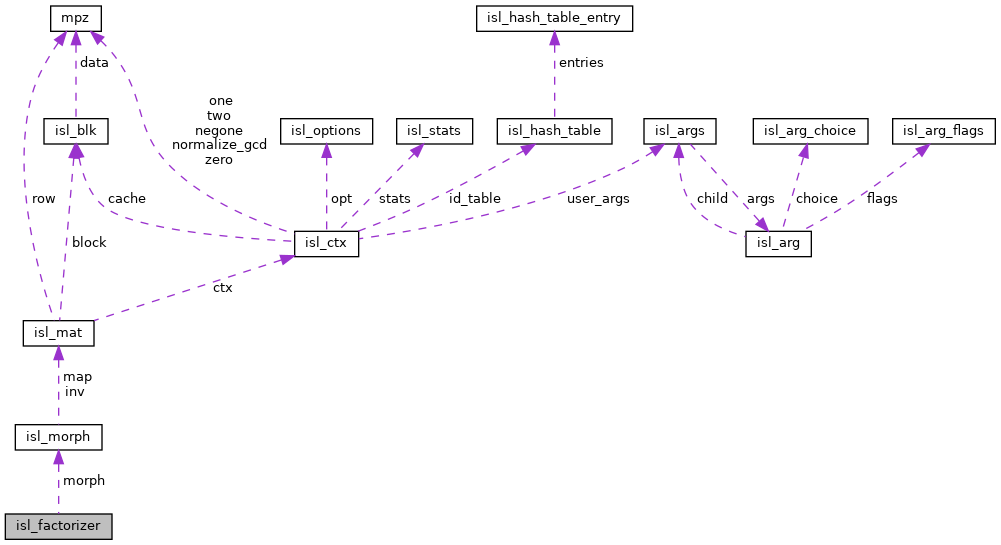 mpz
isl_hash_table_entry
data
entries
one
two
negone
normalize_gcd
zero
isl_blk
isl_options
isl_stats
isl_hash_table
isl_args
isl_arg_choice
isl_arg_flags
row
cache
opt
stats
id_table
user_args
child
args
choice
flags
block
isl_ctx
isl_arg
ctx
isl_mat
map
inv
isl_morph
morph
isl_factorizer